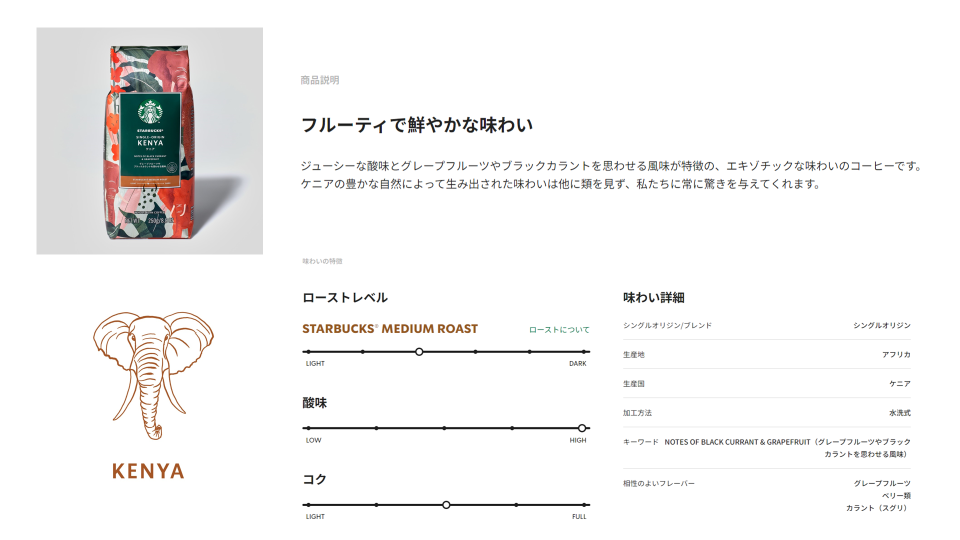 商品説明
フルーティで鮮やかな味わい
ジューシーな酸味とグレープフルーツやブラックカラントを思わせる風味が特徴の、エキゾチックな味わいのコーヒーです。
ケニアの豊かな自然によって生み出された味わいは他に類を見ず、私たちに常に驚きを与えてくれます。
STARBUCKS®
SINGLE-ORIGIN
KENYA
ケニア
味わいの特徴
ローストレベル
STARBUCKS® MEDIUM ROAST
ローストについて
LIGHT
DARK
酸味
LOW
HIGH
コク
LIGHT
FULL
味わい詳細
シングルオリジン/ブレンド シングルオリジン
生産地 アフリカ
生産国 ケニア
加工方法 水洗式
キーワード NOTES OF BLACK CURRANT & GRAPEFRUIT（グレープフルーツやブラック
カラントを思わせる風味）
相性のよいフレーバー グレープフルーツ
ベリー類
カラント（スグリ）
KENYA